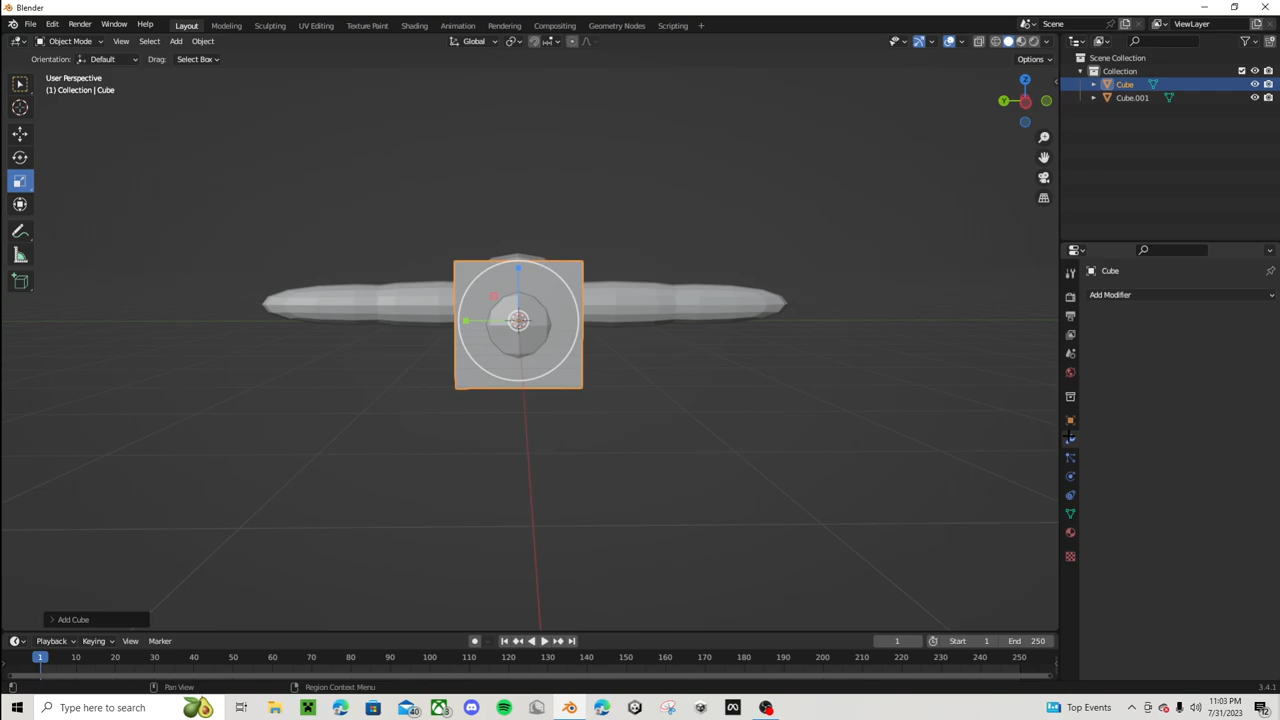 Blender
File Edit Render Window Help Layout Modeling Sculpting UV Editing Texture Paint Shading Animation Rendering Compositing Geometry Nodes Scripting + Scene ViewLayer
Object Mode View Select Add Object Global
Orientation: Default Drag: Select Box Options
User Perspective
(1) Collection | Cube
Z
Y
Scene Collection
Collection
Cube
Cube.001
Cube
Add Modifier
Add Cube
Playback Keying View Marker 1 Start 1 End 250
1 10 20 30 40 50 60 70 80 90 100 110 120 130 140 150 160 170 180 190 200 210 220 230 240 250
Pan View Region Context Menu 3.4.1
Type here to search 40 3 Top Events 11:03 PM
7/31/2023 12